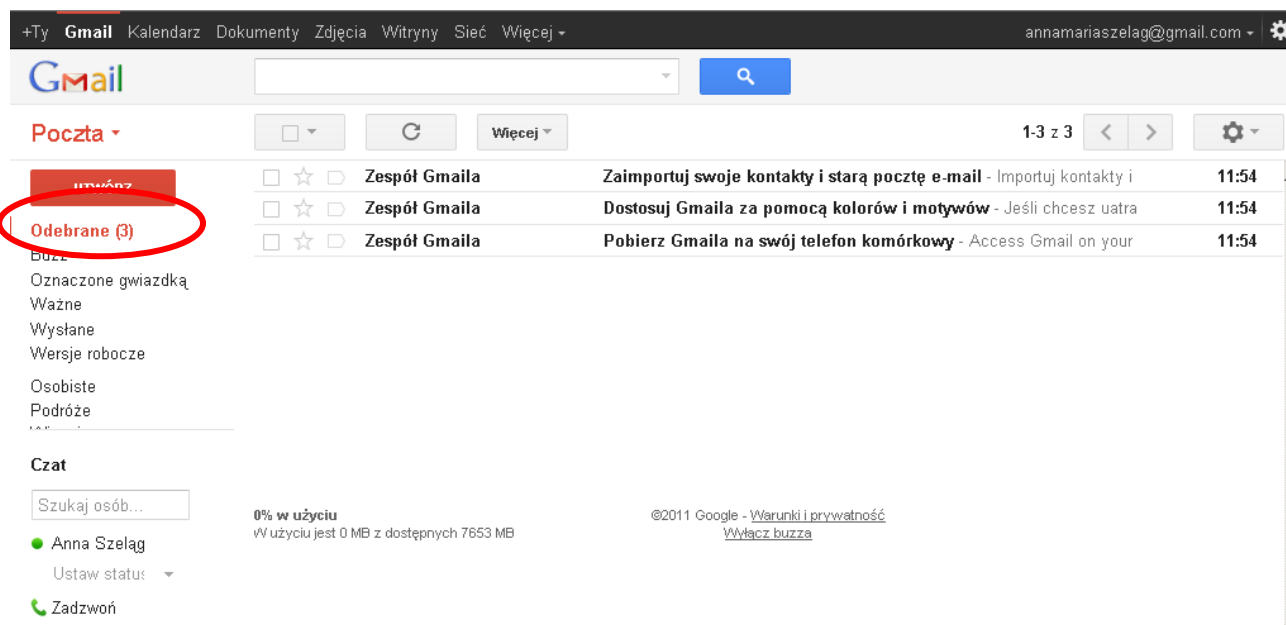 +Ty Gmail Kalendarz Dokumenty Zdjęcia Witryny Sieć Więcej annamariaszelag@gmail.com
Gmail
Poczta Więcej 1-3 z 3
UTWÓRZ
Zespół Gmaila Zaimportuj swoje kontakty i starą pocztę e-mail - Importuj kontakty i 11:54
Zespół Gmaila Dostosuj Gmaila za pomocą kolorów i motywów - Jeśli chcesz uatra 11:54
Zespół Gmaila Pobierz Gmaila na swój telefon komórkowy - Access Gmail on your 11:54
Odebrane (3)
Buzz
Oznaczone gwiazdką
Ważne
Wysłane
Wersje robocze
Osobiste
Podróże
Czat
Szukaj osób...
Anna Szeląg
Ustaw status
Zadzwoń
0% w użyciu
W użyciu jest 0 MB z dostępnych 7653 MB
©2011 Google - Warunki i prywatność
Wyłącz buzza